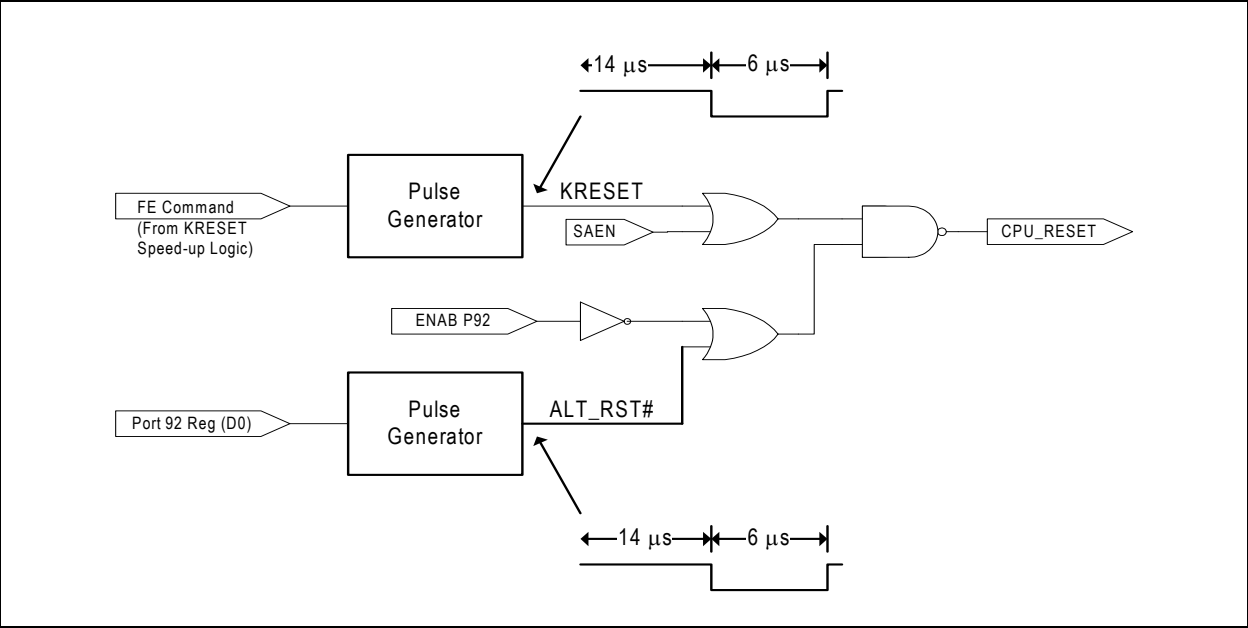 14 μs
6 μs
Pulse
Generator
KRESET
FE Command
(From KRESET
Speed-up Logic)
SAEN
CPU_RESET
ENAB P92
Pulse
Generator
ALT_RST#
Port 92 Reg (D0)
14 μs
6 μs